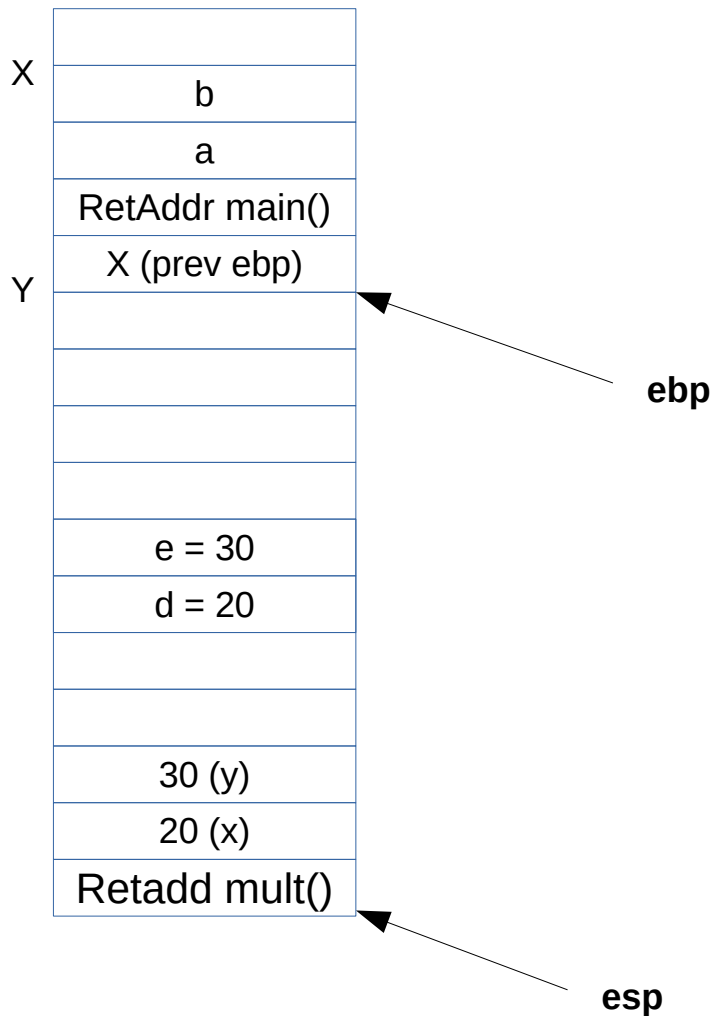 X
b
a
RetAddr main()
X (prev ebp)
Y
ebp
e = 30
d = 20
30 (y)
20 (x)
Retadd mult()
esp